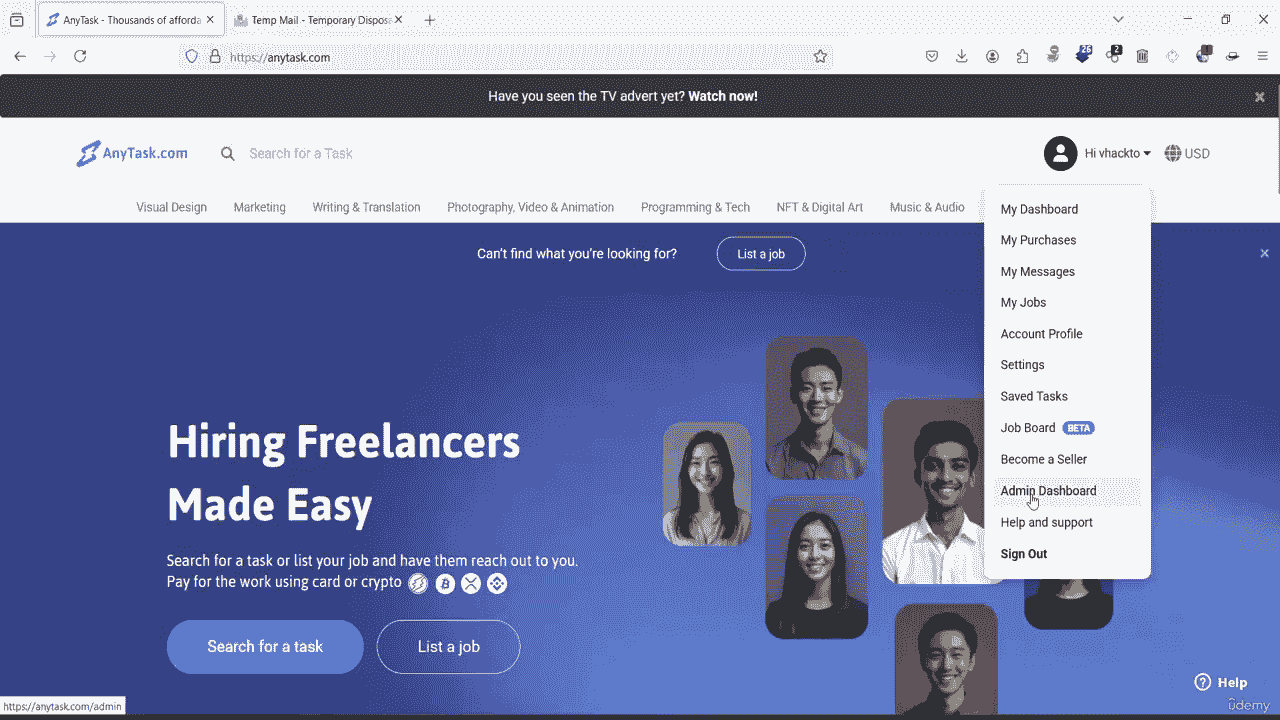 AnyTask - Thousands of afforda
Temp Mail - Temporary Dispos
https://anytask.com
26
2
Have you seen the TV advert yet? Watch now!
AnyTask.com
Search for a Task
Hi vhackto
USD
Visual Design
Marketing
Writing & Translation
Photography, Video & Animation
Programming & Tech
NFT & Digital Art
Music & Audio
Can't find what you're looking for?
List a job
My Dashboard
My Purchases
My Messages
My Jobs
Account Profile
Settings
Saved Tasks
Job Board BETA
Become a Seller
Admin Dashboard
Help and support
Sign Out
Hiring Freelancers
Made Easy
Search for a task or list your job and have them reach out to you.
Pay for the work using card or crypto
Search for a task
List a job
Help
https://anytask.com/admin
ûdemy